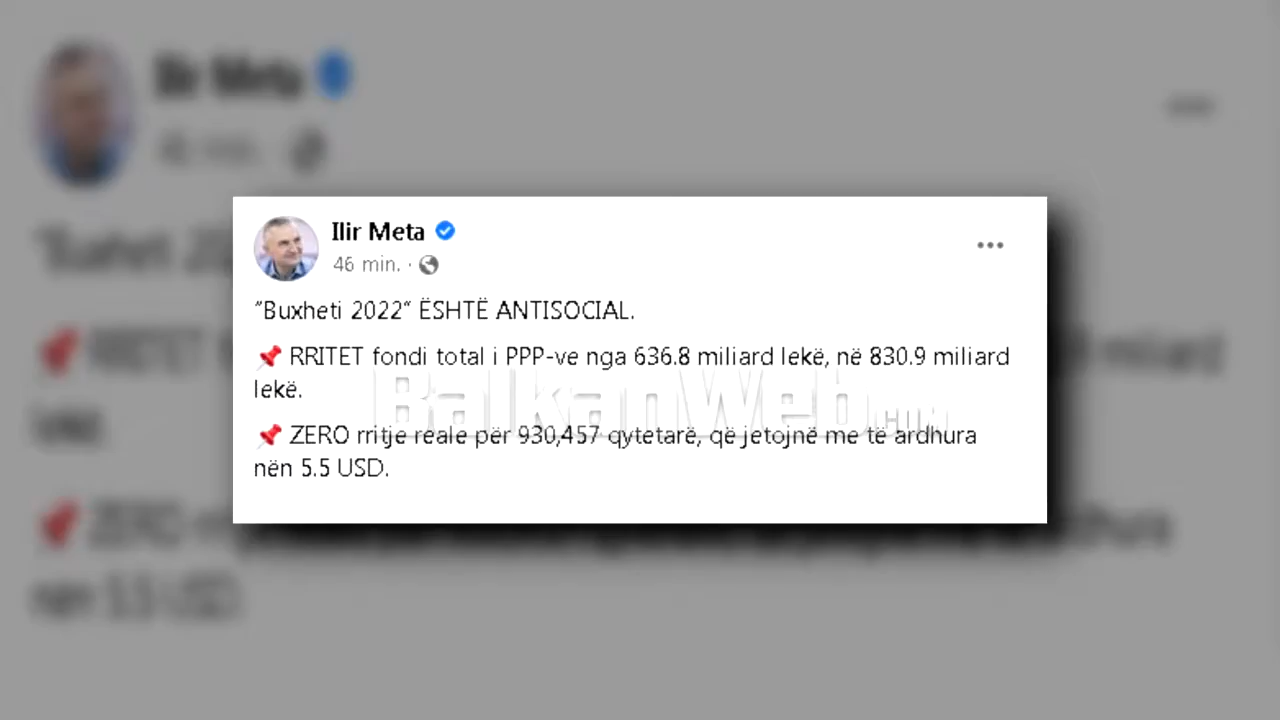 Ilir Meta
46 min. ·
“Buxheti 2022” ËSHTË ANTISOCIAL.
📌 RRITET fondi total i PPP-ve nga 636.8 miliard lekë, në 830.9 miliard
lekë.
BalkanWeb.com
📌 ZERO rritje reale për 930,457 qytetarë, që jetojnë me të ardhura
nën 5.5 USD.